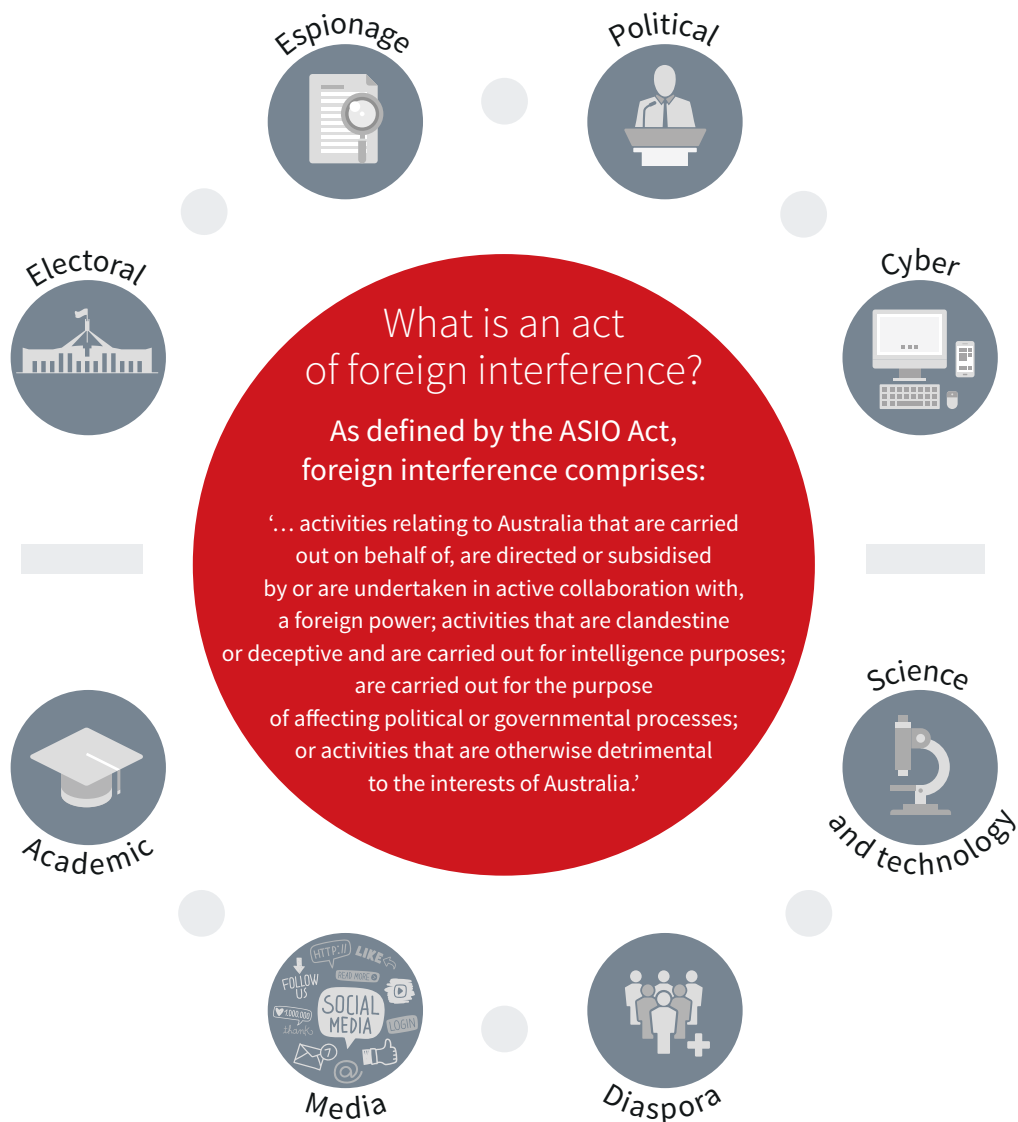 Espionage
Political
Electoral
Cyber
What is an act
of foreign interference?
As defined by the ASIO Act,
foreign interference comprises:
‘… activities relating to Australia that are carried
out on behalf of, are directed or subsidised
by or are undertaken in active collaboration with,
a foreign power; activities that are clandestine
or deceptive and are carried out for intelligence purposes;
are carried out for the purpose
of affecting political or governmental processes;
or activities that are otherwise detrimental
to the interests of Australia.’
Science
and technology
Academic
HTTP://
LIKE
READ MORE
FOLLOW
US
SOCIAL
MEDIA
1,000,000
thank
LOGIN
7
@
Media
Diaspora